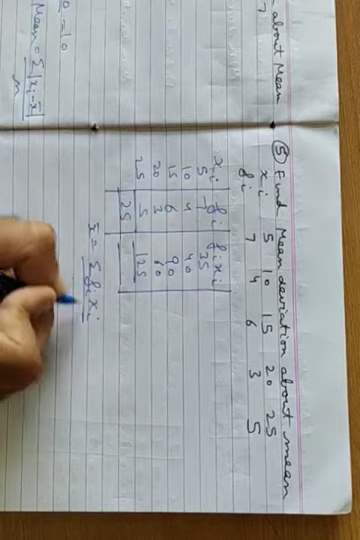 about Mean
7
0 = 10
Mean = Σ|xi - x̄|
n
(5) Find Mean deviation about mean
xi 5 10 15 20 25
fi 7 4 6 3 5
xi fi fixi
5 7 35
10 4 40
15 6 90
20 3 60
25 5 125
25
x̄ = Σfixi